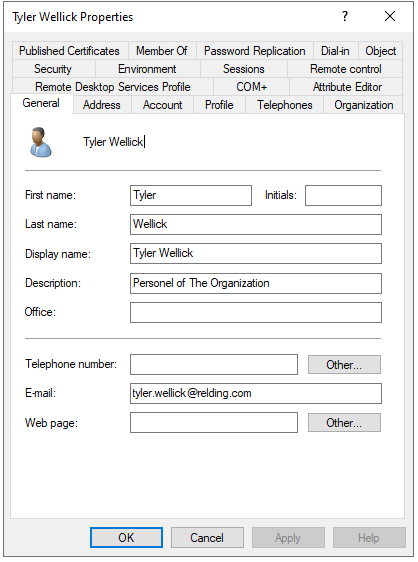 Tyler Wellick Properties ?
Published Certificates Member Of Password Replication Dial-in Object
Security Environment Sessions Remote control
Remote Desktop Services Profile COM+ Attribute Editor
General Address Account Profile Telephones Organization
Tyler Wellick
First name: Tyler Initials:
Last name: Wellick
Display name: Tyler Wellick
Description: Personel of The Organization
Office:
Telephone number: Other...
E-mail: tyler.wellick@relding.com
Web page: Other...
OK Cancel Apply Help